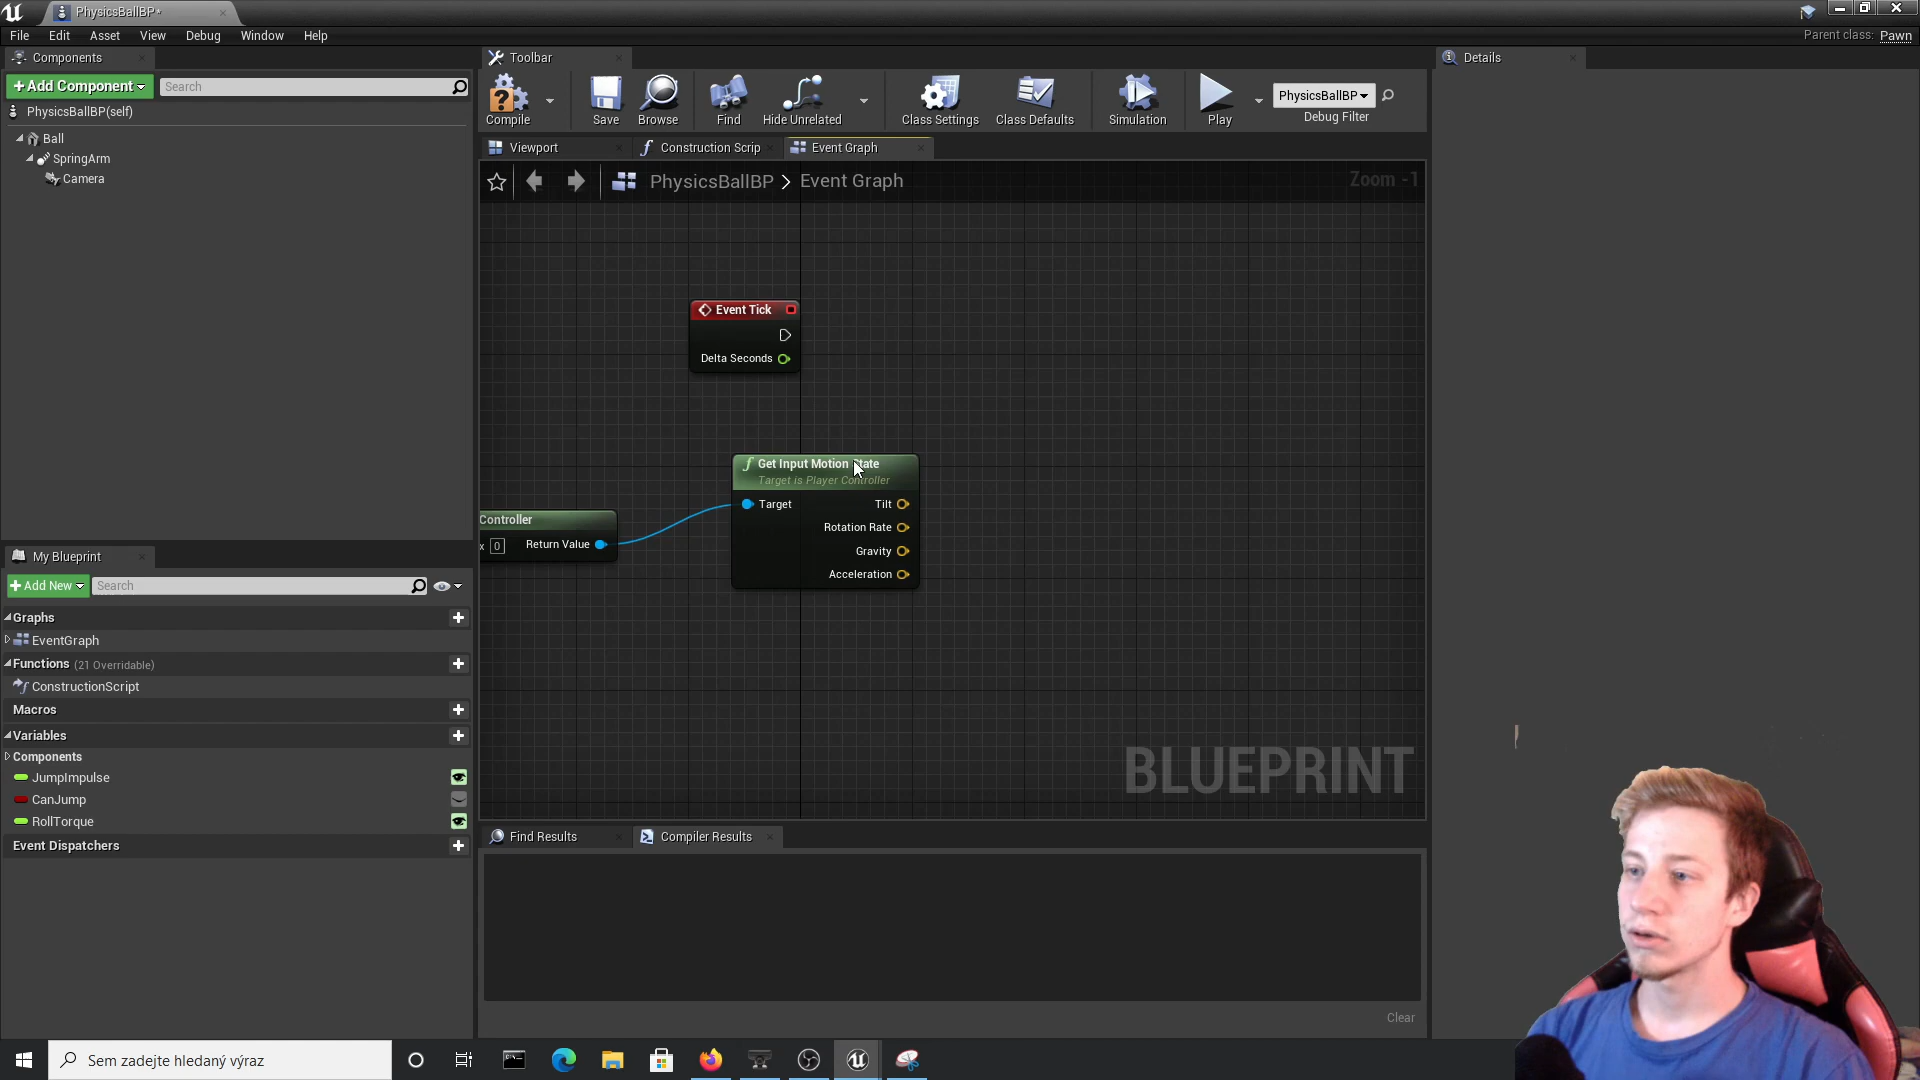 PhysicsBallBP*
File Edit Asset View Debug Window Help
Parent class: Pawn
Components
Toolbar
Details
+ Add Component
Search
PhysicsBallBP(self)
Compile
Save
Browse
Find
Hide Unrelated
Class Settings
Class Defaults
Simulation
Play
PhysicsBallBP
Debug Filter
Ball
SpringArm
Camera
Viewport
Construction Scrip
Event Graph
PhysicsBallBP > Event Graph
Zoom -1
Event Tick
Delta Seconds
Get Input Motion State
Target is Player Controller
Target
Tilt
Rotation Rate
Gravity
Acceleration
Controller
x 0 Return Value
BLUEPRINT
My Blueprint
+ Add New
Search
Graphs
EventGraph
Functions (21 Overridable)
ConstructionScript
Macros
Variables
Components
JumpImpulse
CanJump
RollTorque
Event Dispatchers
Find Results
Compiler Results
Clear
Sem zadejte hledaný výraz